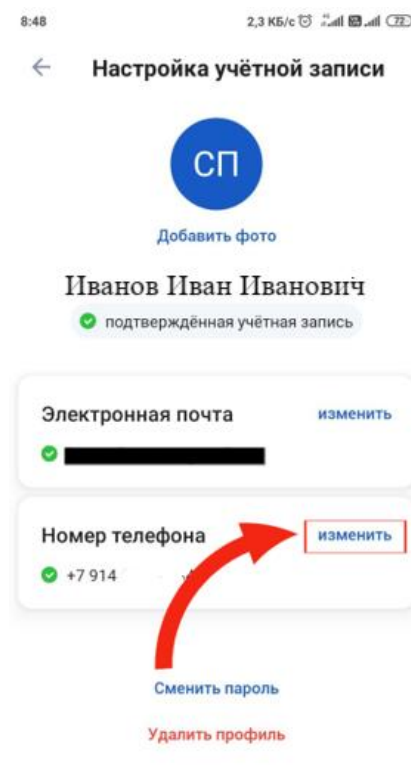 8:48 2,3 КБ/с 72
Настройка учётной записи
СП
Добавить фото
Иванов Иван Иванович
подтверждённая учётная запись
Электронная почта изменить
Номер телефона изменить
+7 914
Сменить пароль
Удалить профиль